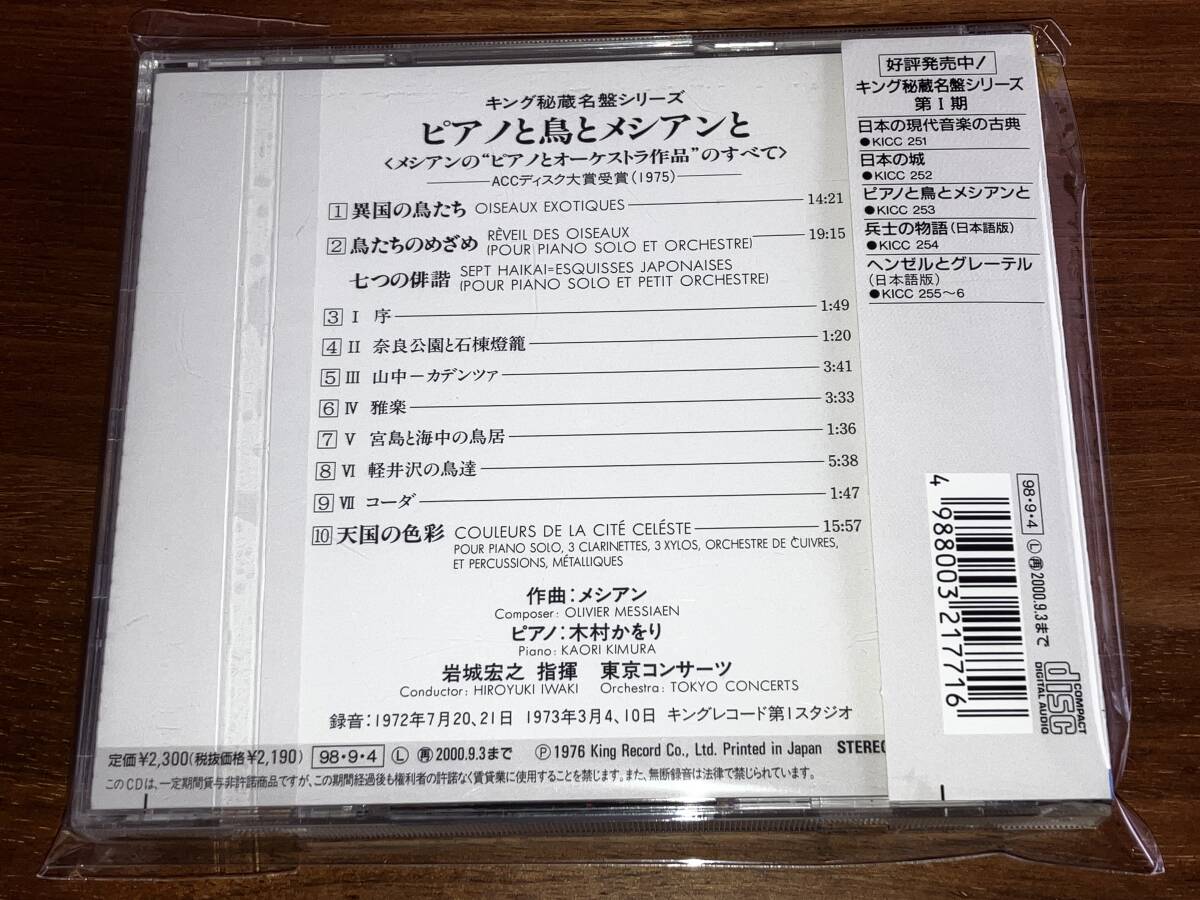 キング秘蔵名盤シリーズ
ピアノと鳥とメシアンと
〈メシアンの“ピアノとオーケストラ作品”のすべて〉
ACCディスク大賞受賞(1975)
1 異国の鳥たち OISEAUX EXOTIQUES 14:21
2 鳥たちのめざめ RÉVEIL DES OISEAUX (POUR PIANO SOLO ET ORCHESTRE) 19:15
七つの俳諧 SEPT HAIKAI=ESQUISSES JAPONAISES (POUR PIANO SOLO ET PETIT ORCHESTRE)
3 I 序 1:49
4 II 奈良公園と石棟燈籠 1:20
5 III 山中－カデンツァ 3:41
6 IV 雅楽 3:33
7 V 宮島と海中の鳥居 1:36
8 VI 軽井沢の鳥達 5:38
9 VII コーダ 1:47
10 天国の色彩 COULEURS DE LA CITÉ CELÉSTE 15:57
POUR PIANO SOLO, 3 CLARINETTES, 3 XYLOS, ORCHESTRE DE CUIVRES,
ET PERCUSSIONS, MÉTALLIQUES
作曲：メシアン
Composer: OLIVIER MESSIAEN
ピアノ：木村かをり
Piano: KAORI KIMURA
岩城宏之 指揮 東京コンサーツ
Conductor: HIROYUKI IWAKI Orchestra: TOKYO CONCERTS
録音：1972年7月20、21日 1973年3月4、10日 キングレコード第1スタジオ
定価¥2,300(税抜価格¥2,190) 98・9・4 Ⓛ ㊢2000.9.3まで Ⓟ 1976 King Record Co., Ltd. Printed in Japan STEREO
このCDは、一定期間貸与非許諾商品ですが、この期間経過後も権利者の許諾なく賃貸業に使用することを禁じます。また、無断録音は法律で禁じられています。
好評発売中！
キング秘蔵名盤シリーズ
第Ⅰ期
日本の現代音楽の古典
●KICC 251
日本の城
●KICC 252
ピアノと鳥とメシアンと
●KICC 253
兵士の物語(日本語版)
●KICC 254
ヘンゼルとグレーテル
(日本語版)
●KICC 255〜6
98・9・4 Ⓛ ㊢2000.9.3まで
4 988003 217716
COMPACT
disc
DIGITAL AUDIO